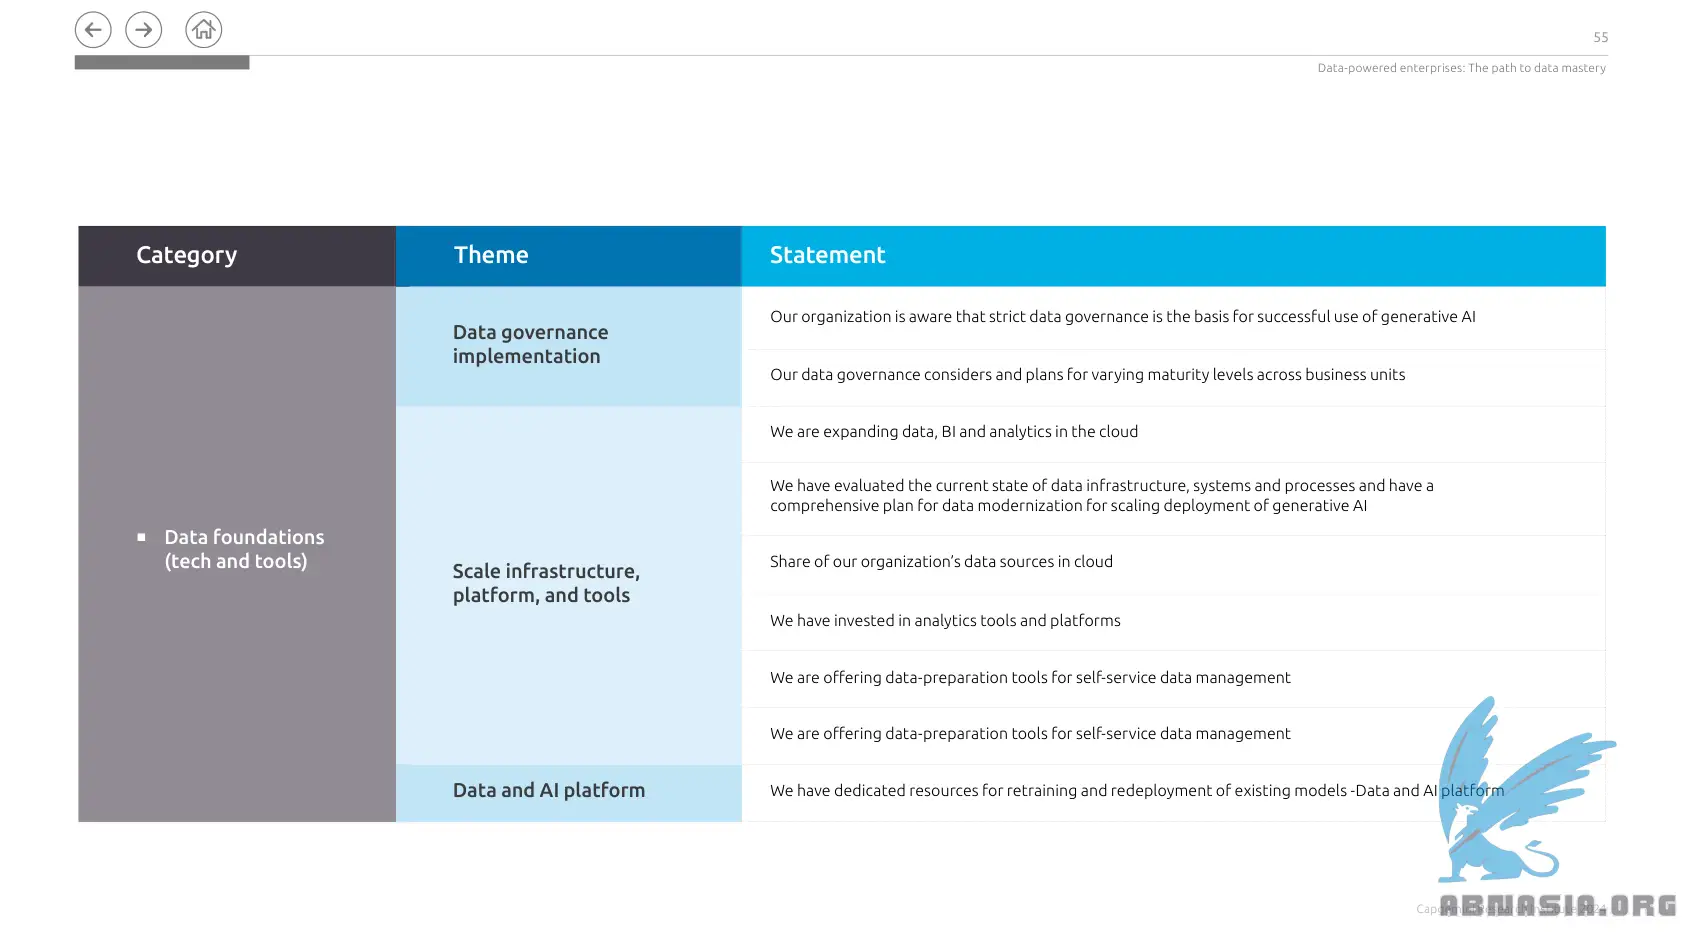 55
Data-powered enterprises: The path to data mastery
Category
Theme
Statement
Data foundations
(tech and tools)
Data governance
implementation
Our organization is aware that strict data governance is the basis for successful use of generative AI
Our data governance considers and plans for varying maturity levels across business units
Scale infrastructure,
platform, and tools
We are expanding data, BI and analytics in the cloud
We have evaluated the current state of data infrastructure, systems and processes and have a
comprehensive plan for data modernization for scaling deployment of generative AI
Share of our organization’s data sources in cloud
We have invested in analytics tools and platforms
We are offering data-preparation tools for self-service data management
We are offering data-preparation tools for self-service data management
Data and AI platform
We have dedicated resources for retraining and redeployment of existing models -Data and AI platform
Capgemini Research Institute 2024
ABNASIA.ORG